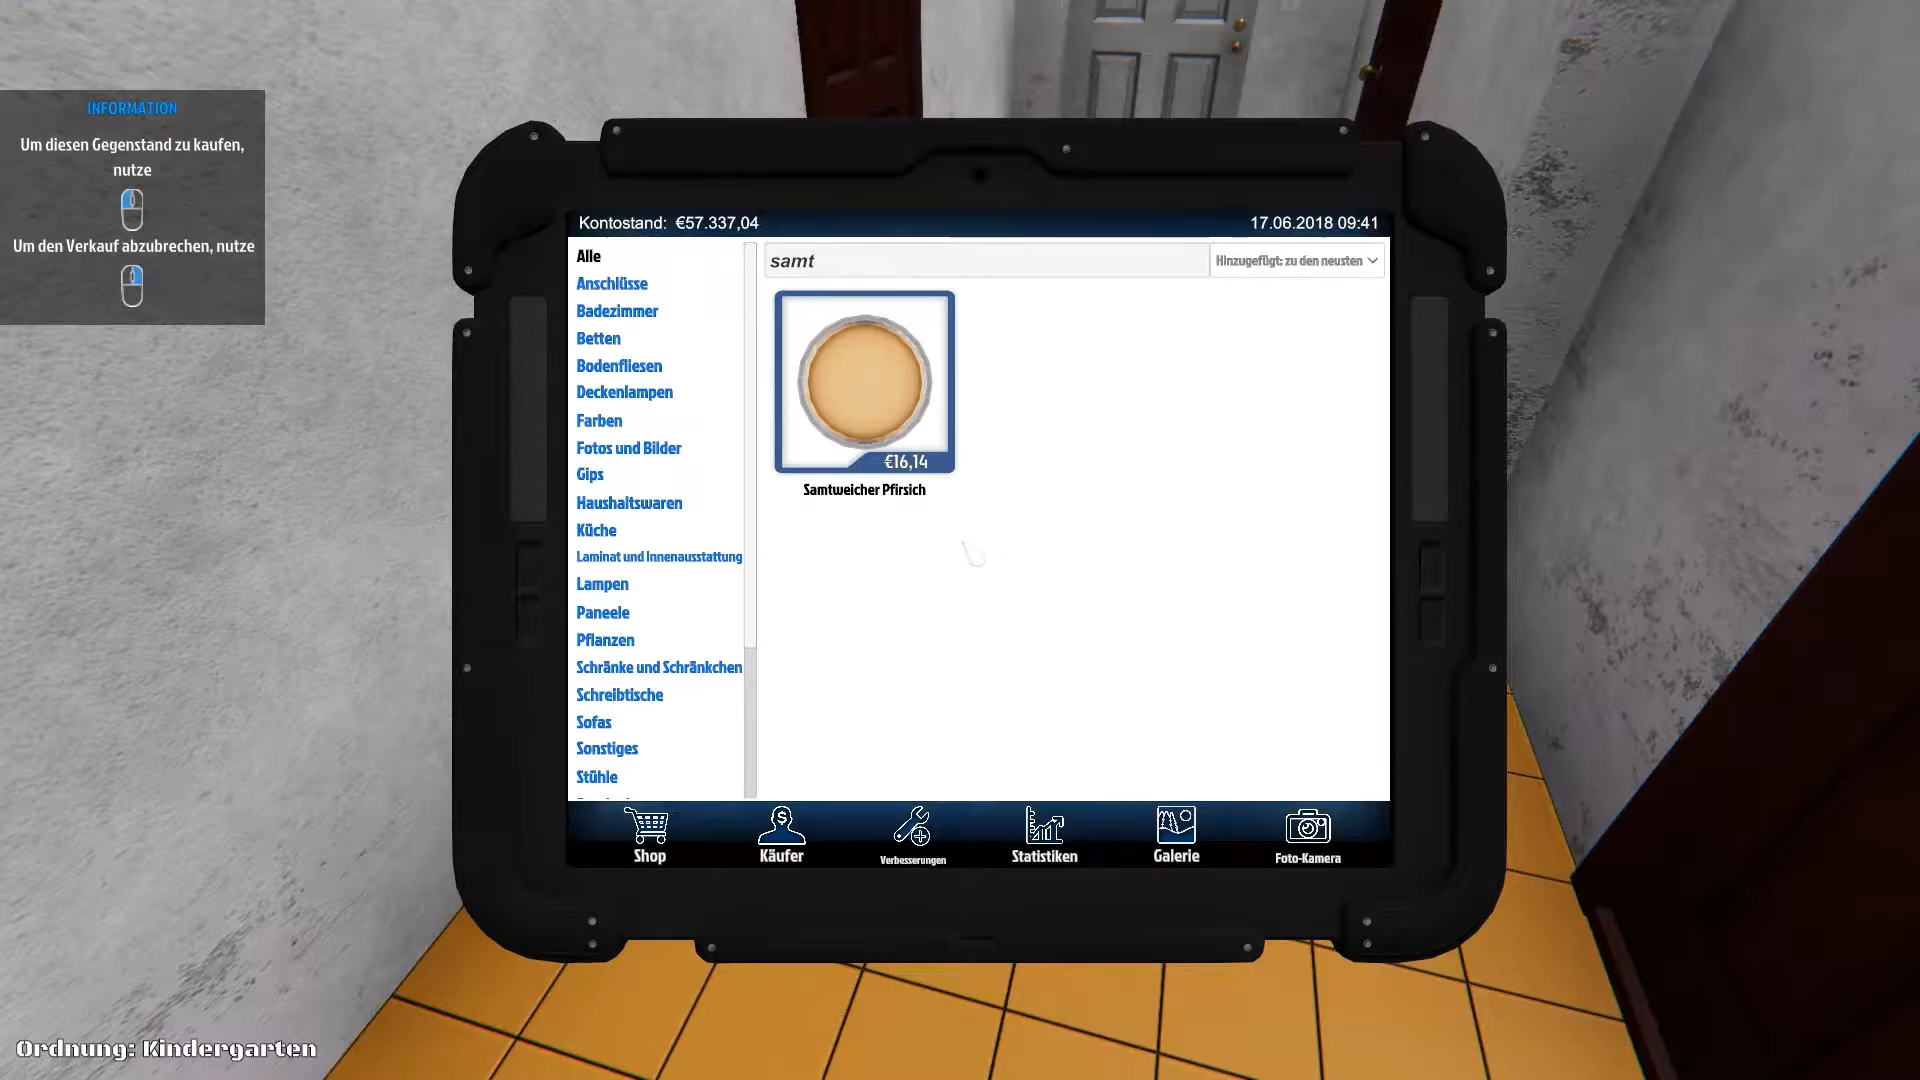 INFORMATION
Um diesen Gegenstand zu kaufen,
nutze
Um den Verkauf abzubrechen, nutze
Kontostand: €57.337,04
17.06.2018 09:41
Alle
Anschlüsse
Badezimmer
Betten
Bodenfliesen
Deckenlampen
Farben
Fotos und Bilder
Gips
Haushaltswaren
Küche
Laminat und Innenausstattung
Lampen
Paneele
Pflanzen
Schränke und Schränkchen
Schreibtische
Sofas
Sonstiges
Stühle
samt
Hinzugefügt: zu den neusten
€16,14
Samtweicher Pfirsich
Shop
Käufer
Verbesserungen
Statistiken
Galerie
Foto-Kamera
Ordnung: Kindergarten